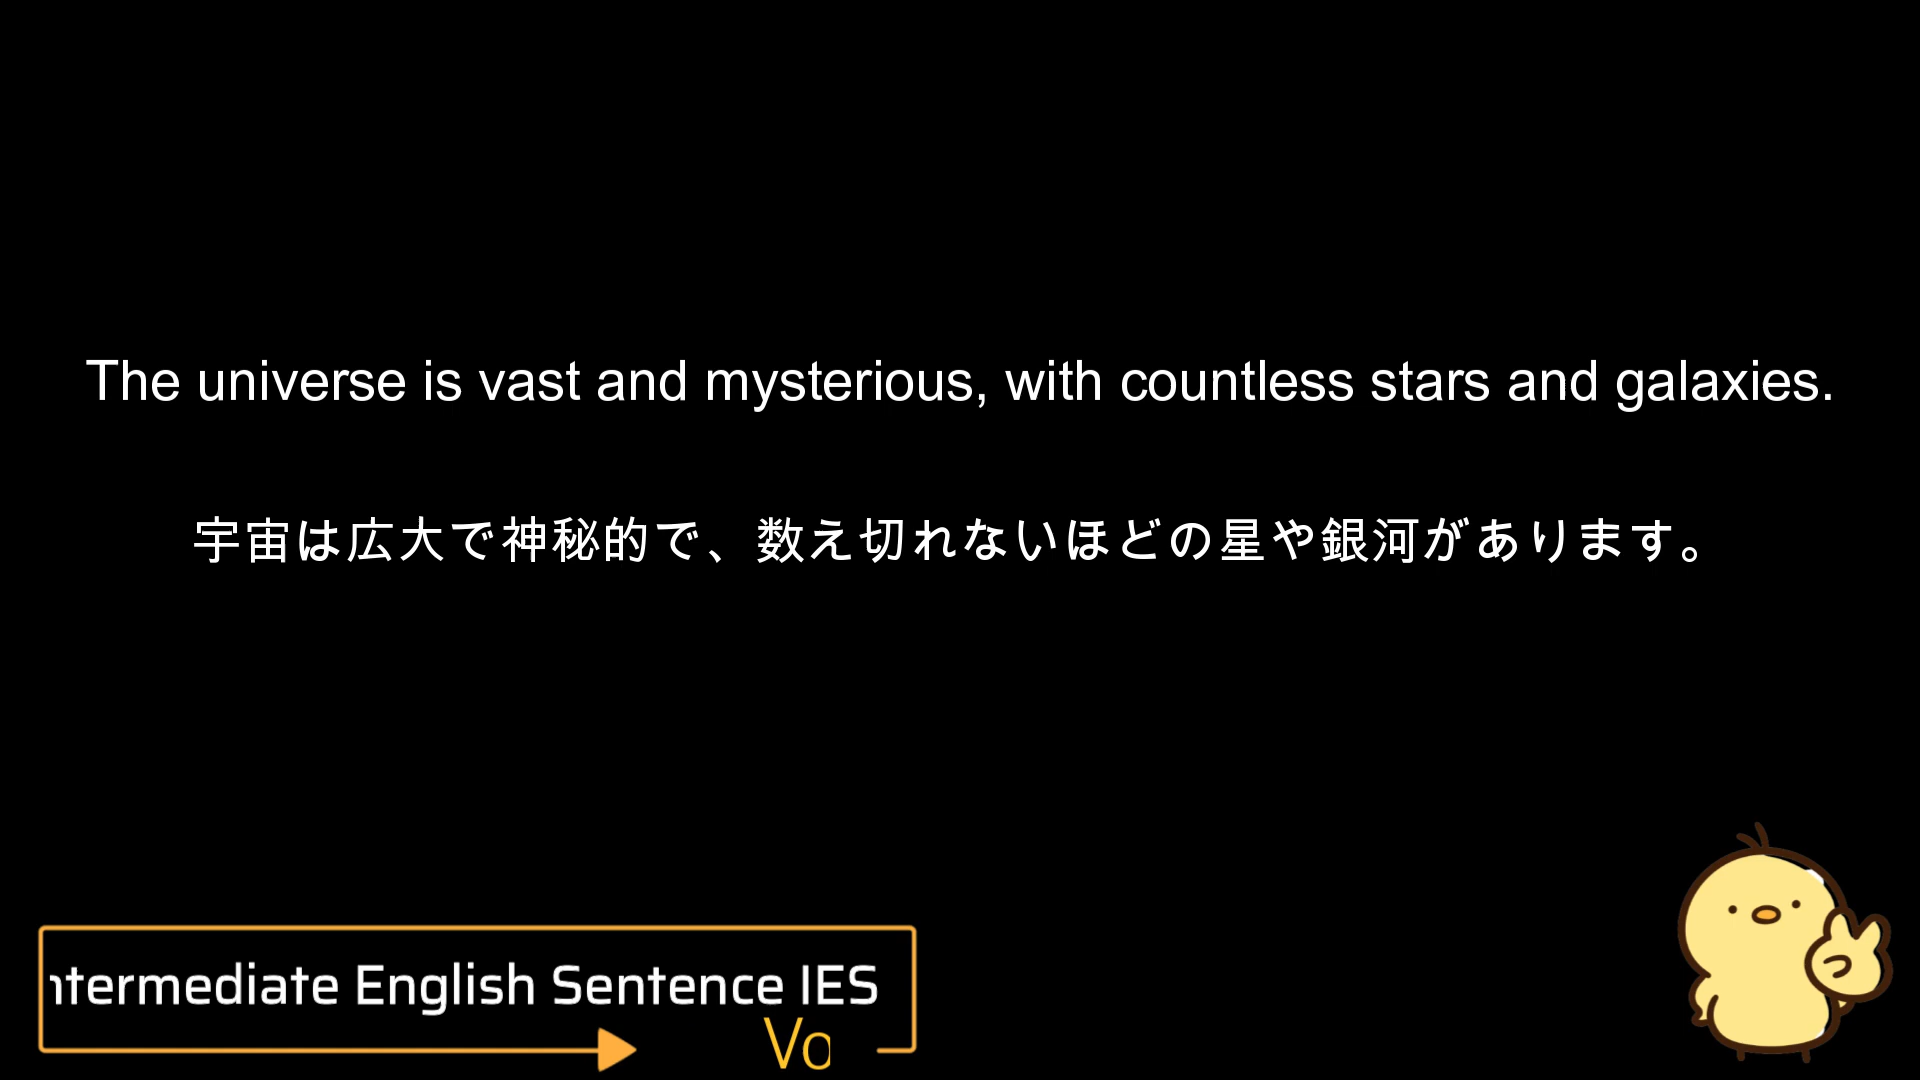 The universe is vast and mysterious, with countless stars and galaxies.
宇宙は広大で神秘的で、数え切れないほどの星や銀河があります。
ntermediate English Sentence IES
Vo